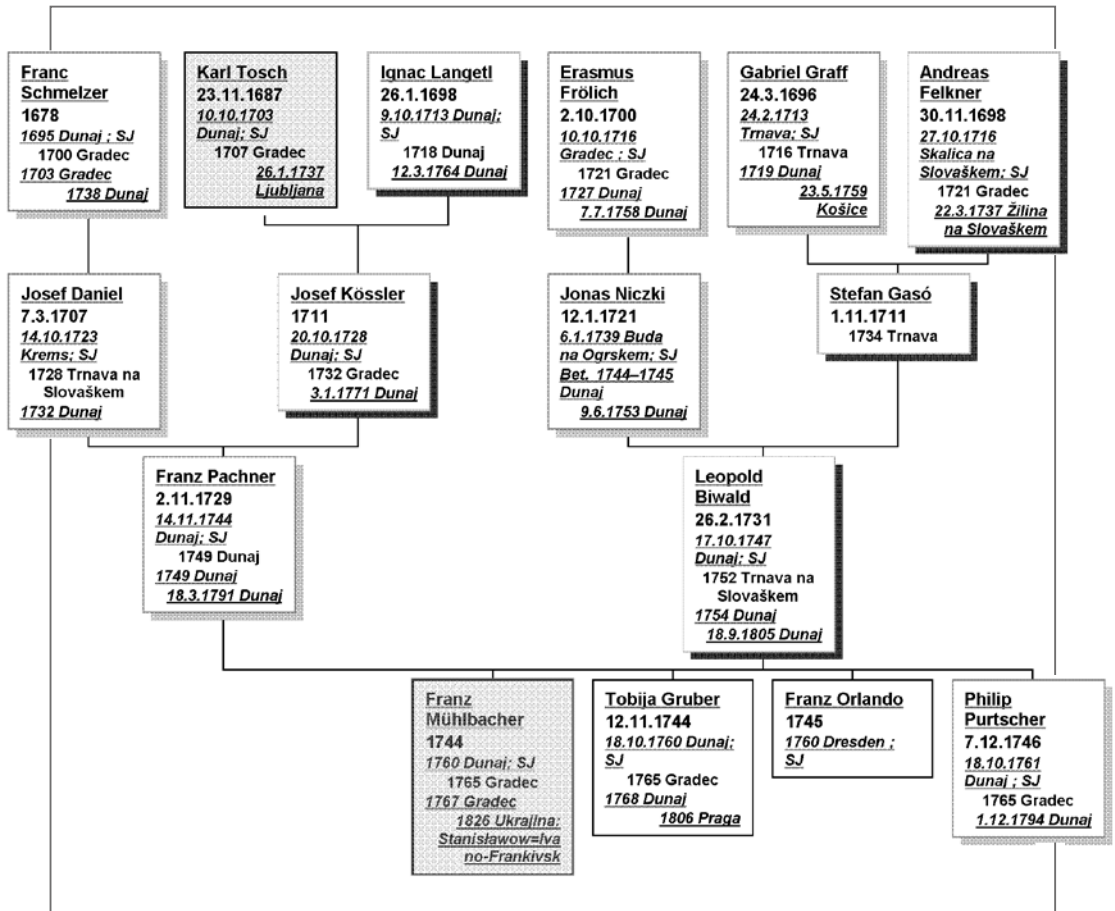 Franc
Schmelzer
1678
1695 Dunaj ; SJ
1700 Gradec
1703 Gradec
1738 Dunaj
Karl Tosch
23.11.1687
10.10.1703
Dunaj; SJ
1707 Gradec
26.1.1737
Ljubljana
Ignac Langetl
26.1.1698
9.10.1713 Dunaj;
SJ
1718 Dunaj
12.3.1764 Dunaj
Erasmus
Frölich
2.10.1700
10.10.1716
Gradec ; SJ
1721 Gradec
1727 Dunaj
7.7.1758 Dunaj
Gabriel Graff
24.3.1696
24.2.1713
Trnava; SJ
1716 Trnava
1719 Dunaj
23.5.1759
Košice
Andreas
Felkner
30.11.1698
27.10.1716
Skalica na
Slovaškem; SJ
1721 Gradec
22.3.1737 Žilina
na Slovaškem
Josef Daniel
7.3.1707
14.10.1723
Krems; SJ
1728 Trnava na
Slovaškem
1732 Dunaj
Josef Kössler
1711
20.10.1728
Dunaj; SJ
1732 Gradec
3.1.1771 Dunaj
Jonas Niczki
12.1.1721
6.1.1739 Buda
na Ogrskem; SJ
Bet. 1744–1745
Dunaj
9.6.1753 Dunaj
Stefan Gasó
1.11.1711
1734 Trnava
Franz Pachner
2.11.1729
14.11.1744
Dunaj; SJ
1749 Dunaj
1749 Dunaj
18.3.1791 Dunaj
Leopold
Biwald
26.2.1731
17.10.1747
Dunaj; SJ
1752 Trnava na
Slovaškem
1754 Dunaj
18.9.1805 Dunaj
Franz
Mühlbacher
1744
1760 Dunaj; SJ
1765 Gradec
1767 Gradec
1826 Ukrajina:
Stanisławow=Iva
no-Frankivsk
Tobija Gruber
12.11.1744
18.10.1760 Dunaj;
SJ
1765 Gradec
1768 Dunaj
1806 Praga
Franz Orlando
1745
1760 Dresden ;
SJ
Philip
Purtscher
7.12.1746
18.10.1761
Dunaj ; SJ
1765 Gradec
1.12.1794 Dunaj